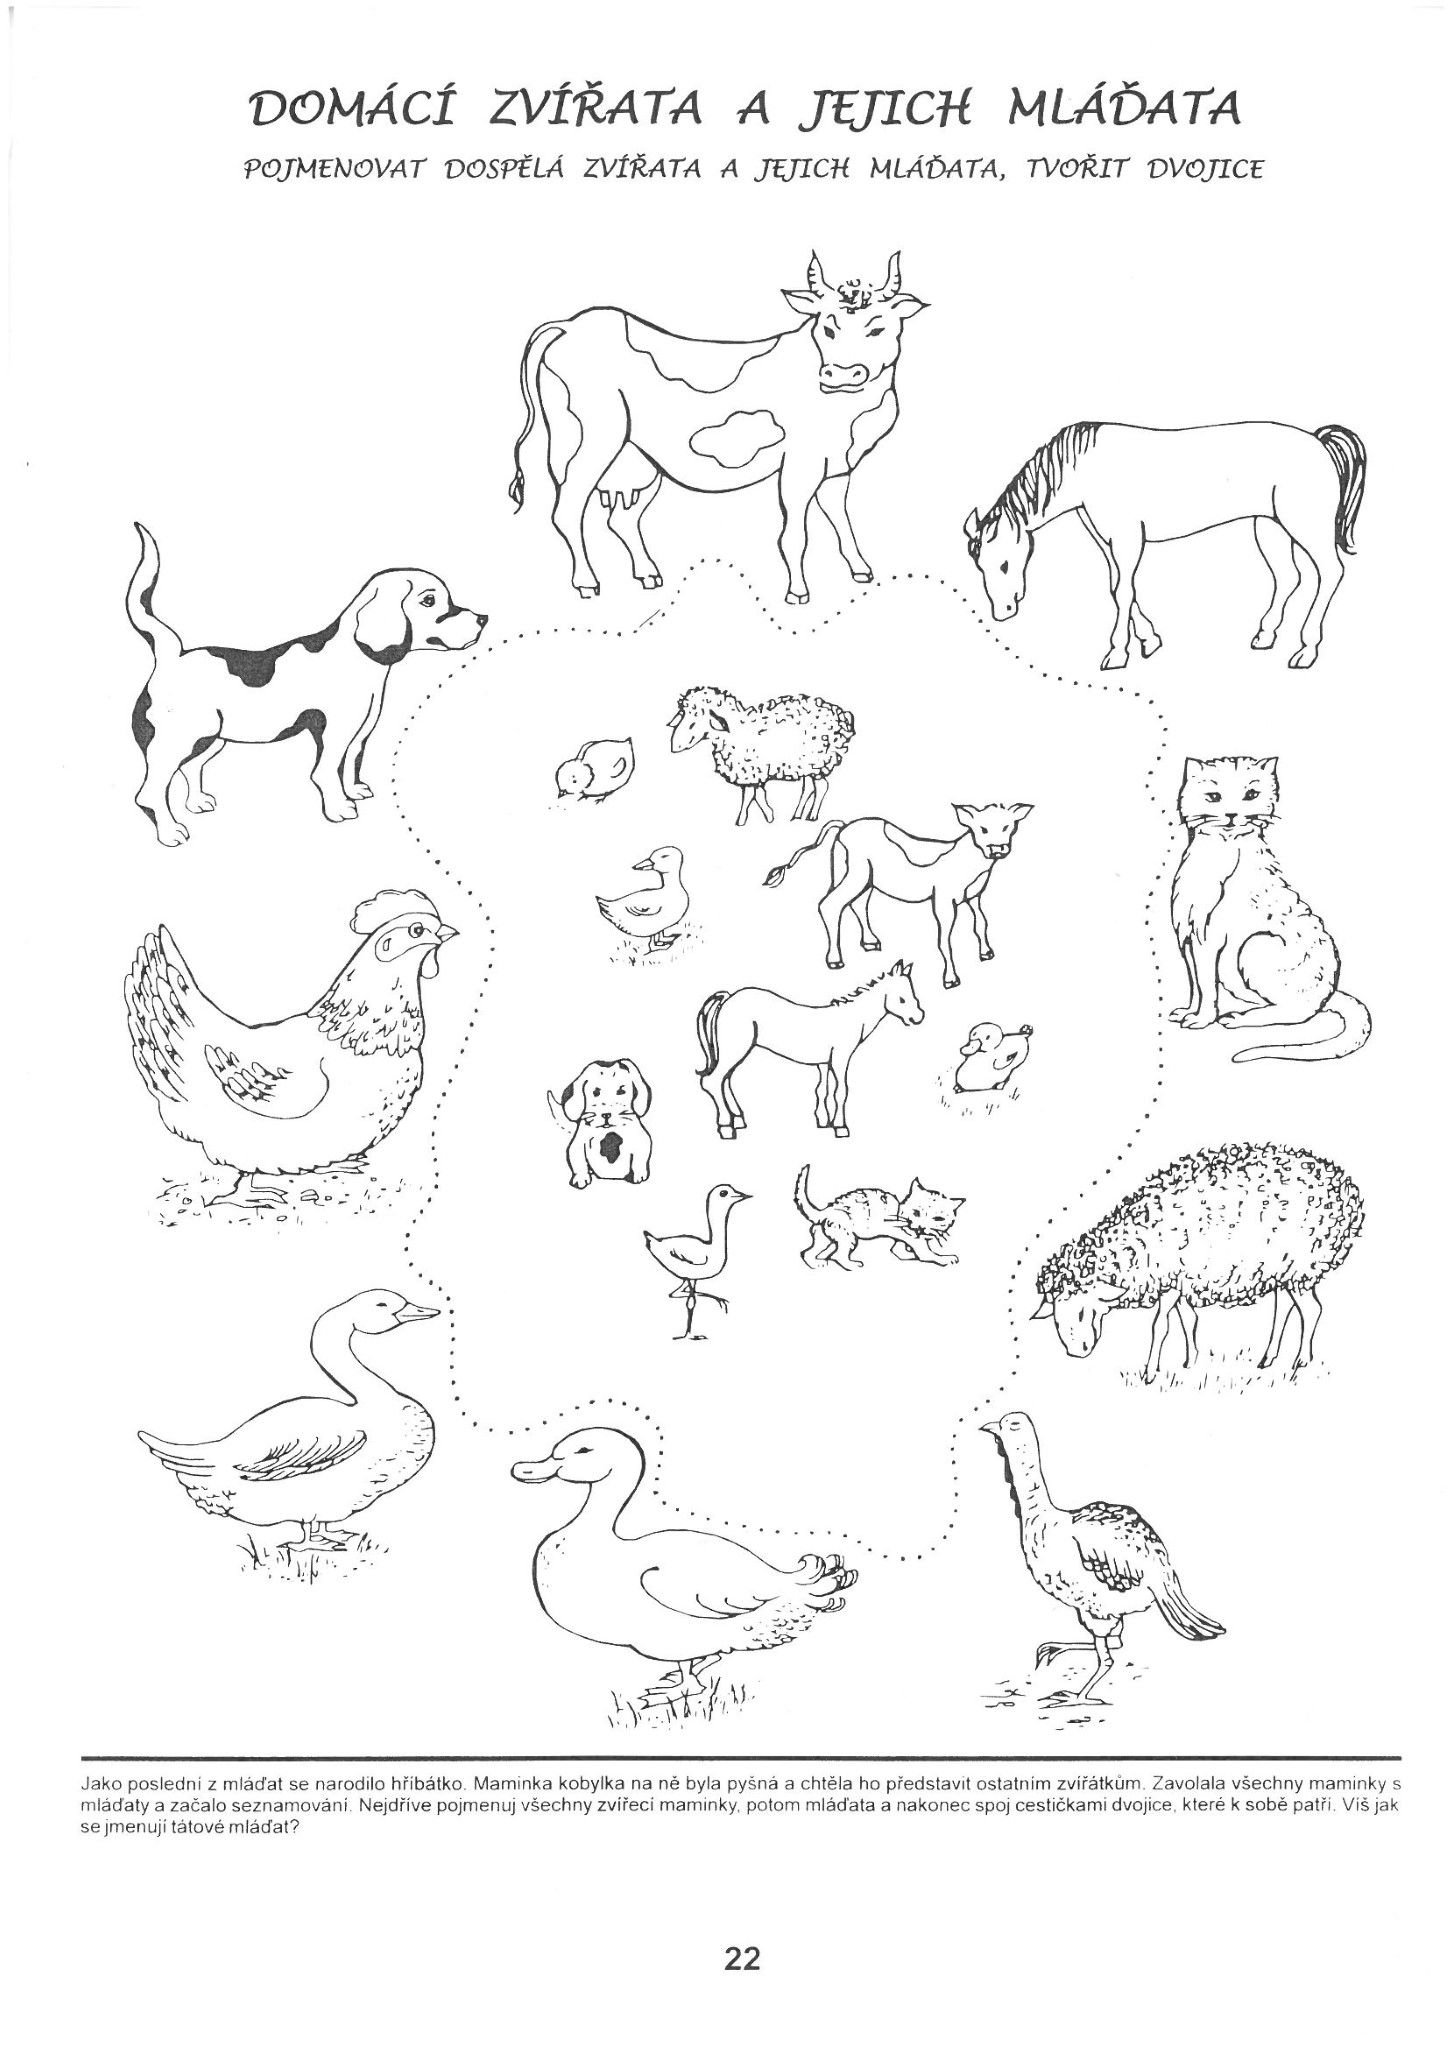 DOMÁCÍ ZVÍŘATA A JEJICH MLÁĎATA
POJMENOVAT DOSPĚLÁ ZVÍŘATA A JEJICH MLÁĎATA, TVOŘIT DVOJICE
Jako poslední z mláďat se narodilo hříbátko. Maminka kobylka na ně byla pyšná a chtěla ho představit ostatním zvířátkům. Zavolala všechny maminky s
mláďaty a začalo seznamování. Nejdříve pojmenuj všechny zvířecí maminky, potom mláďata a nakonec spoj cestičkami dvojice, které k sobě patří. Víš jak
se jmenují tátové mláďat?
22